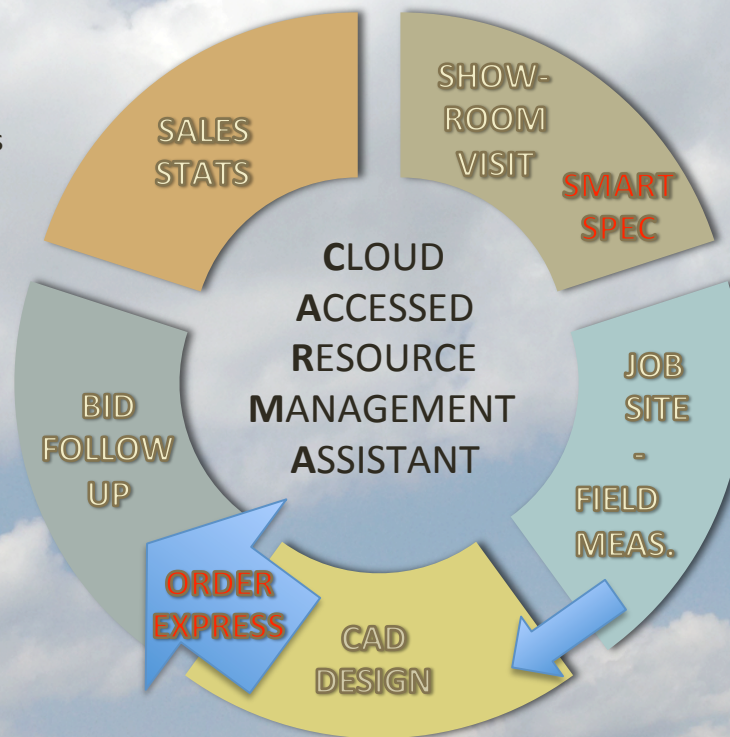 SALES
STATS
SHOW-
ROOM
VISIT
SMART
SPEC
s
CLOUD
ACCESSED
RESOURCE
MANAGEMENT
ASSISTANT
JOB
SITE
-
FIELD
MEAS.
BID
FOLLOW
UP
ORDER
EXPRESS
CAD
DESIGN